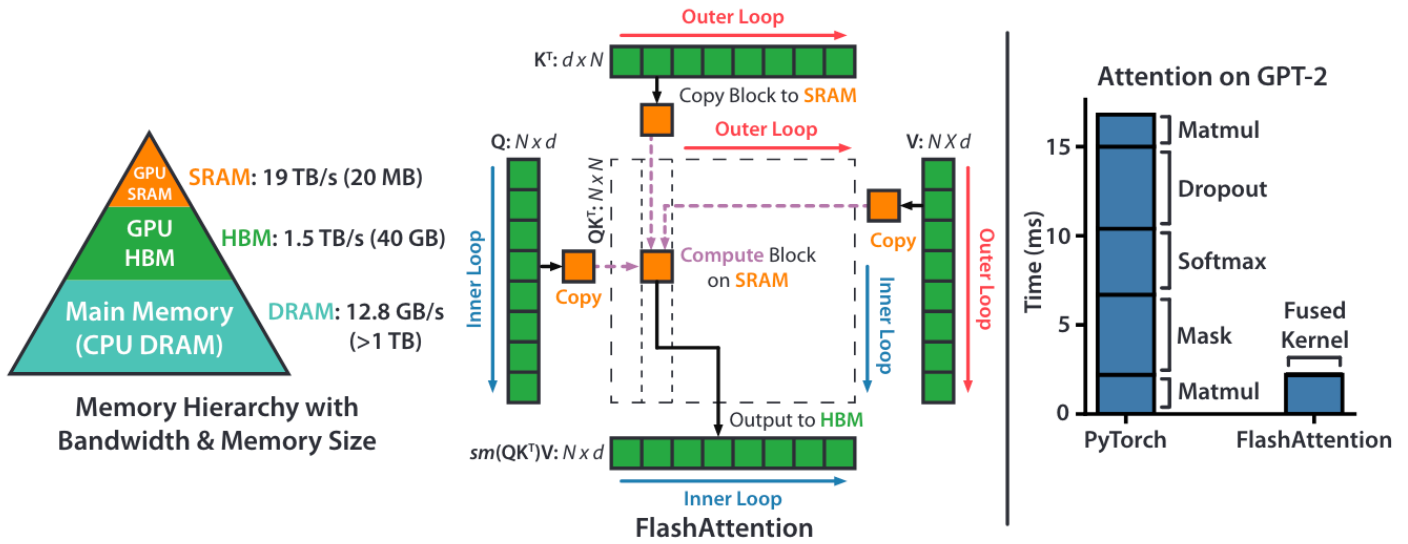 GPU
SRAM
SRAM: 19 TB/s (20 MB)
GPU
HBM
HBM: 1.5 TB/s (40 GB)
Main Memory
(CPU DRAM)
DRAM: 12.8 GB/s
(>1 TB)
Memory Hierarchy with
Bandwidth & Memory Size
Outer Loop
Kᵀ: d x N
Copy Block to SRAM
Outer Loop
Q: N x d
V: N X d
QKᵀ: N x N
Copy
Copy
Compute Block
on SRAM
Inner Loop
Inner Loop
Outer Loop
Output to HBM
sm(QKᵀ)V: N x d
Inner Loop
FlashAttention
Attention on GPT-2
Time (ms)
15
10
5
0
Matmul
Dropout
Softmax
Mask
Matmul
Fused
Kernel
PyTorch
FlashAttention